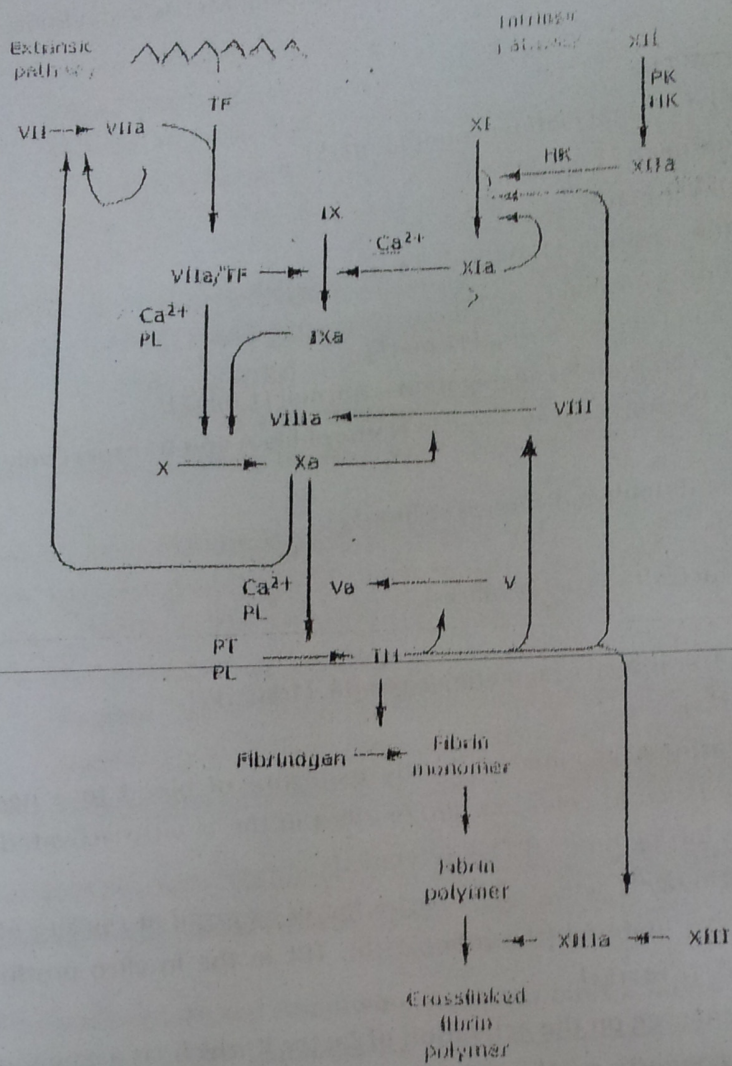 Extrinsic
pathway
Intrinsic
XII
PK
HK
TF
VII
VIIa
XI
HK
XIIa
IX
Ca²⁺
VIIa/TF
XIa
Ca²⁺
PL
IXa
VIIIa
VIII
X
Xa
Ca²⁺
PL
Va
V
PT
PL
TH
Fibrinogen
Fibrin
monomer
Fibrin
polymer
XIIIa
XIII
Crosslinked
fibrin
polymer